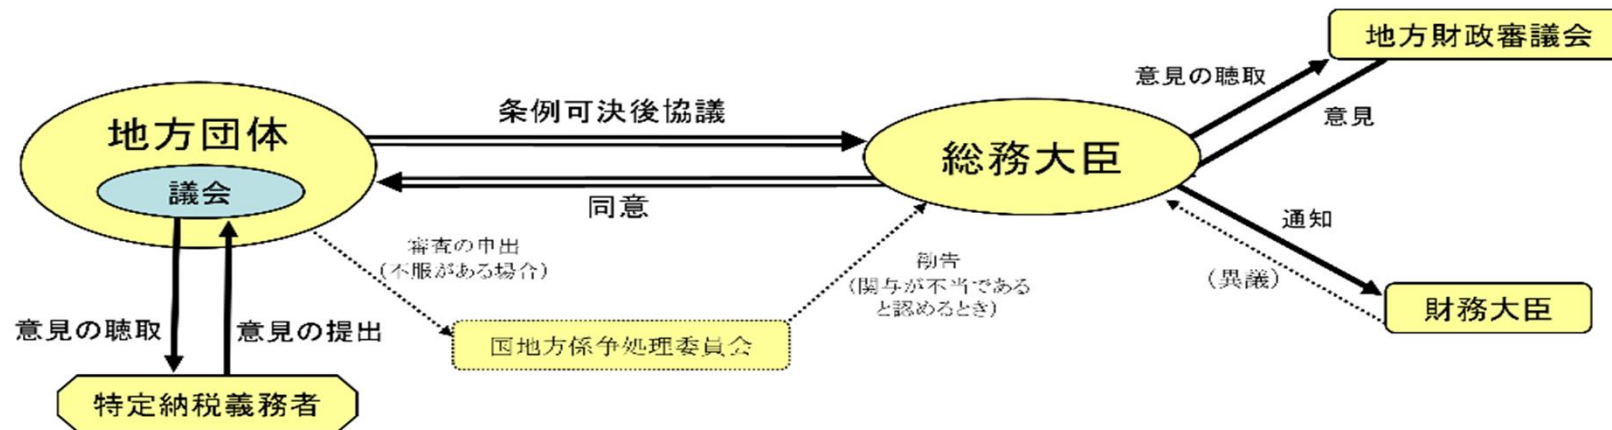 地方財政審議会
意見の聴取
意見
条例可決後協議
地方団体
議会
総務大臣
同意
通知
審査の申出
（不服がある場合）
勧告
（関与が不当である
と認めるとき）
（異議）
財務大臣
意見の聴取
意見の提出
国地方係争処理委員会
特定納税義務者